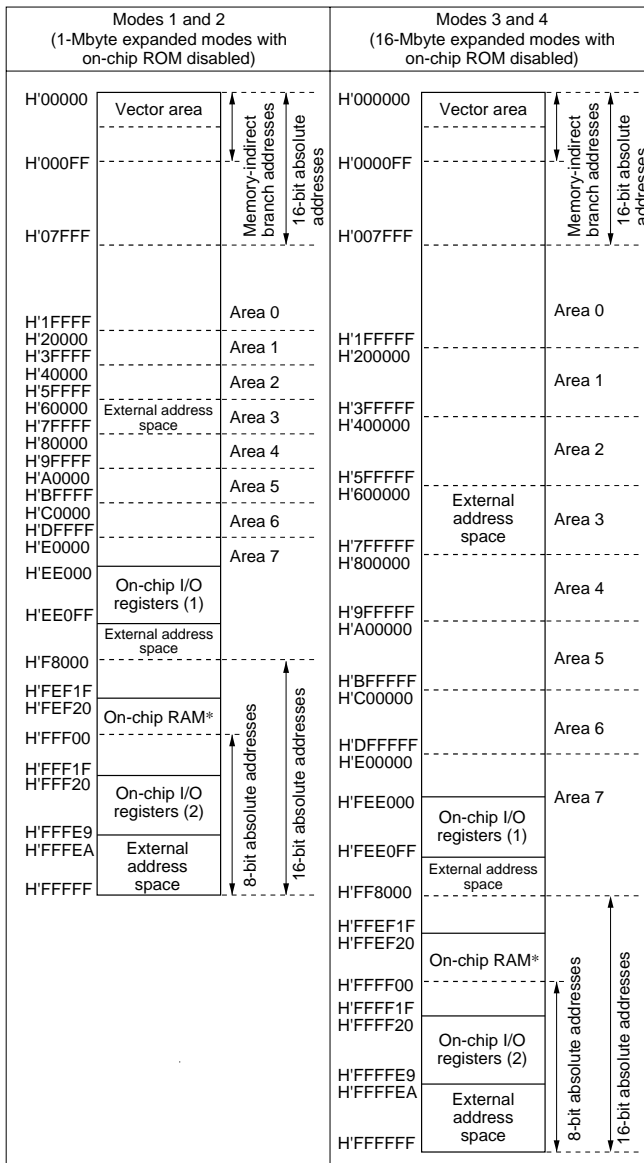 Modes 1 and 2
(1-Mbyte expanded modes with
on-chip ROM disabled)
H'00000
Vector area
H'000FF
H'07FFF
Memory-indirect
branch addresses
16-bit absolute
addresses
Area 0
H'1FFFF
H'20000
Area 1
H'3FFFF
H'40000
Area 2
H'5FFFF
H'60000
External address
space
Area 3
H'7FFFF
H'80000
Area 4
H'9FFFF
H'A0000
Area 5
H'BFFFF
H'C0000
Area 6
H'DFFFF
H'E0000
Area 7
H'EE000
On-chip I/O
registers (1)
H'EE0FF
External address
space
H'F8000
H'FEF1F
H'FEF20
On-chip RAM*
H'FFF00
H'FFF1F
H'FFF20
On-chip I/O
registers (2)
H'FFFE9
H'FFFEA
External
address
space
H'FFFFF
8-bit absolute addresses
16-bit absolute addresses
Modes 3 and 4
(16-Mbyte expanded modes with
on-chip ROM disabled)
H'000000
Vector area
H'0000FF
H'007FFF
Memory-indirect
branch addresses
16-bit absolute
addresses
Area 0
H'1FFFFF
H'200000
Area 1
H'3FFFFF
H'400000
Area 2
H'5FFFFF
H'600000
External
address
space
Area 3
H'7FFFFF
H'800000
Area 4
H'9FFFFF
H'A00000
Area 5
H'BFFFFF
H'C00000
Area 6
H'DFFFFF
H'E00000
Area 7
H'FEE000
On-chip I/O
registers (1)
H'FEE0FF
External address
space
H'FF8000
H'FFEF1F
H'FFEF20
On-chip RAM*
H'FFFF00
H'FFFF1F
H'FFFF20
On-chip I/O
registers (2)
H'FFFFE9
H'FFFFEA
External
address
space
H'FFFFFF
8-bit absolute addresses
16-bit absolute addresses